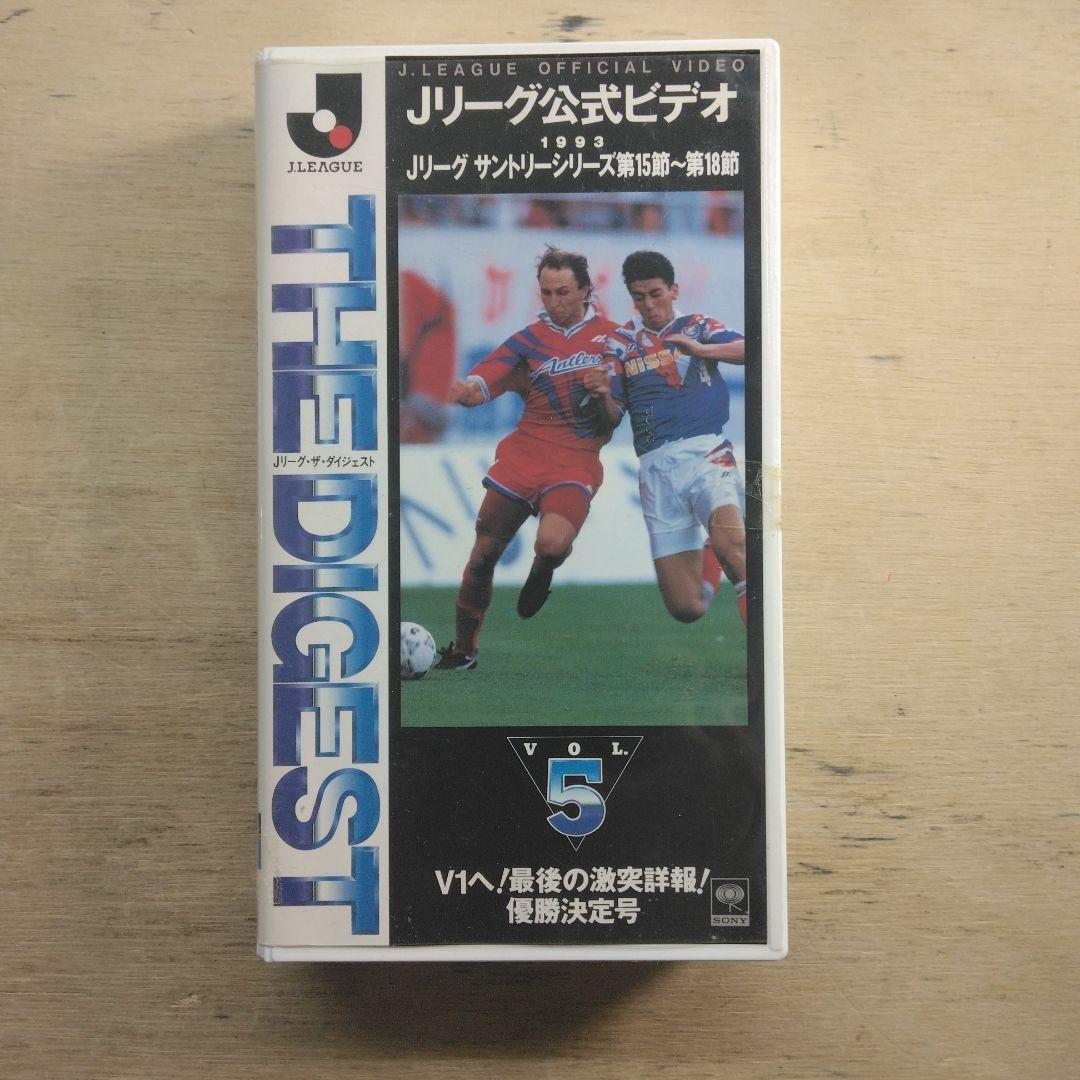 J.LEAGUE OFFICIAL VIDEO
Jリーグ公式ビデオ
1993
Jリーグ サントリーシリーズ第15節～第18節
J.LEAGUE
THE DIGEST
Jリーグ・ザ・ダイジェスト
Antlers
NISSA
4
VOL.
5
V1へ!最後の激突詳報!
優勝決定号
SONY